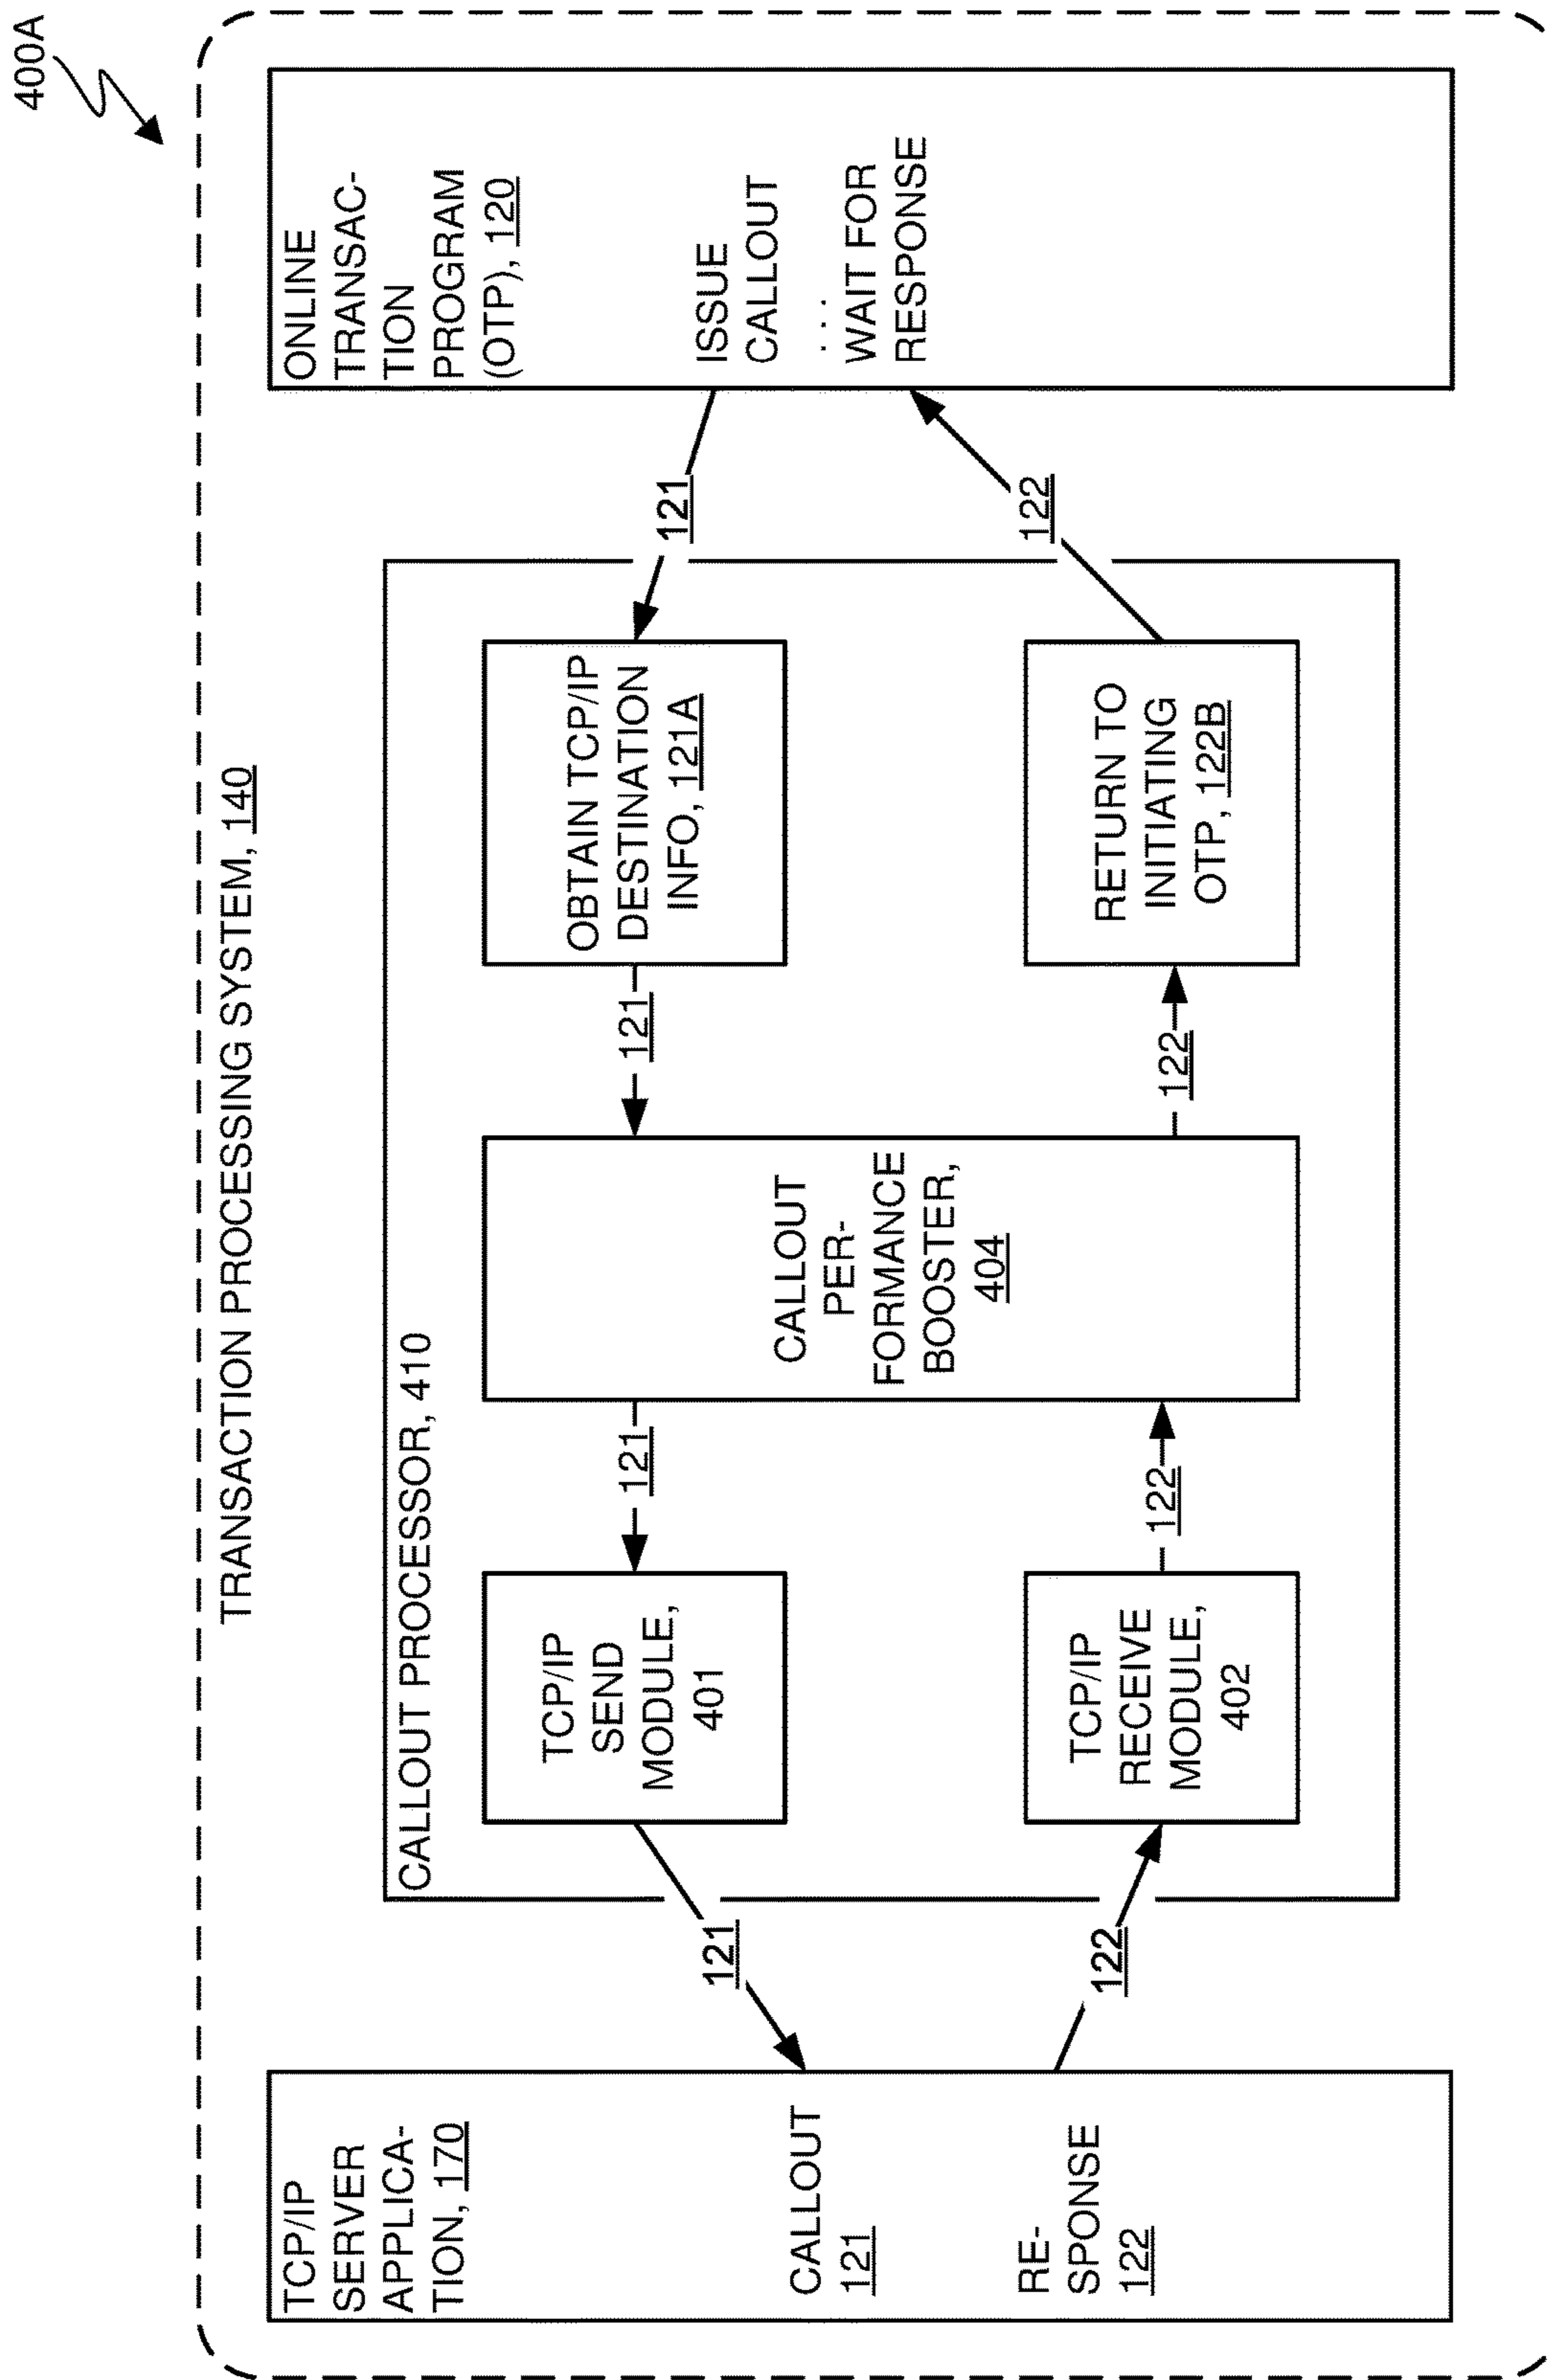 400A
TRANSACTION PROCESSING SYSTEM, 140
TCP/IP
SERVER
APPLICA-
TION, 170
CALLOUT
121
RE-
SPONSE
122
121
122
CALLOUT PROCESSOR, 410
TCP/IP
SEND
MODULE,
401
TCP/IP
RECEIVE
MODULE,
402
121
122
CALLOUT
PER-
FORMANCE
BOOSTER,
404
121
122
OBTAIN TCP/IP
DESTINATION
INFO, 121A
RETURN TO
INITIATING
OTP, 122B
121
122
ONLINE
TRANSAC-
TION
PROGRAM
(OTP), 120
ISSUE
CALLOUT
...
WAIT FOR
RESPONSE